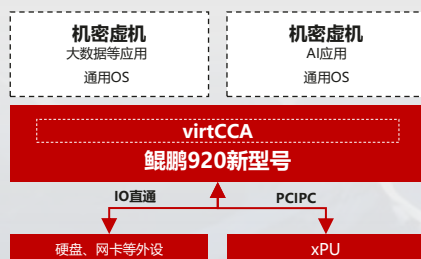 机密虚机
大数据等应用
通用OS
机密虚机
AI应用
通用OS
virtCCA
鲲鹏920新型号
IO直通
PCIPC
硬盘、网卡等外设
xPU